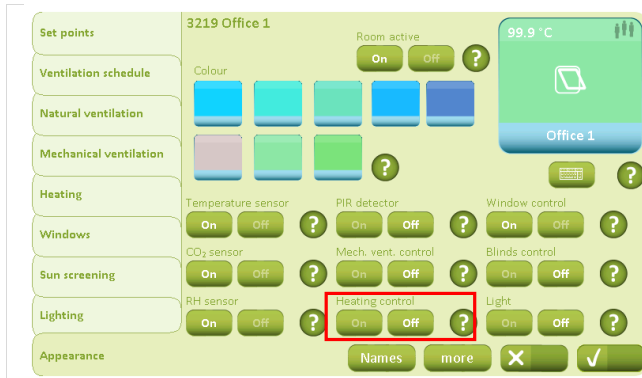 3219 Office 1
Set points
Ventilation schedule
Natural ventilation
Mechanical ventilation
Heating
Windows
Sun screening
Lighting
Appearance
Room active
On Off ?
Colour
?
99.9 °C
Office 1
?
Temperature sensor PIR detector Window control
On Off ? On Off ? On Off ?
CO₂ sensor Mech. vent. control Blinds control
On Off ? On Off ? On Off ?
RH sensor Heating control Light
On Off ? On Off ? On Off ?
Names more